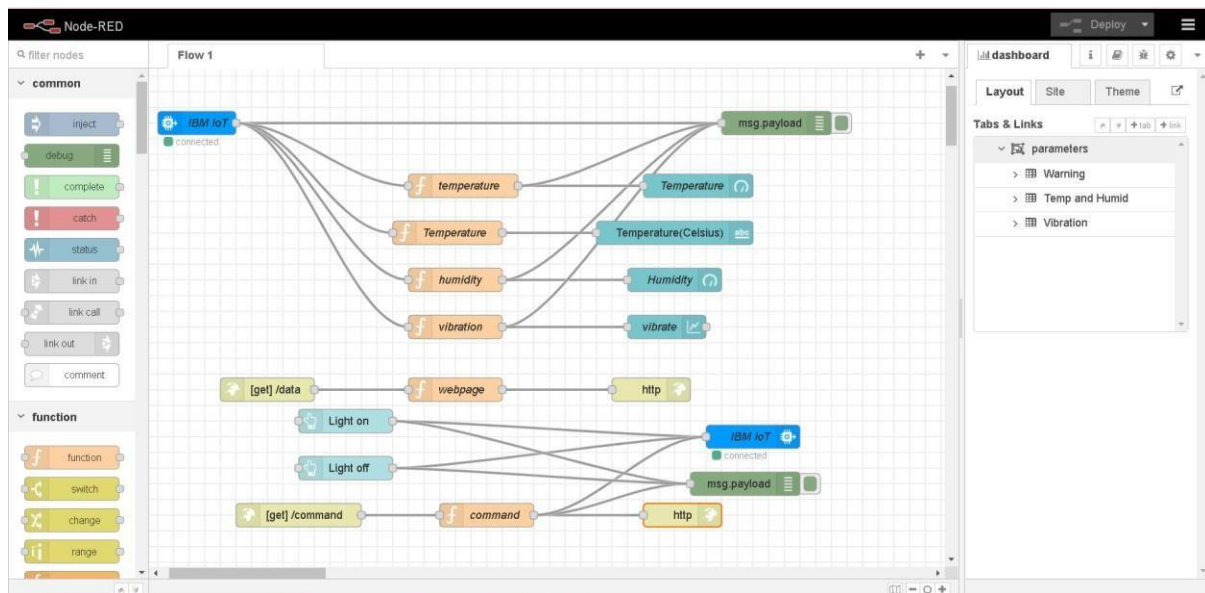 Node-RED
Deploy
filter nodes
common
inject
debug
complete
catch
status
link in
link call
link out
comment
function
function
switch
change
range
Flow 1
IBM IoT
connected
msg.payload
temperature
Temperature
Temperature
Temperature(Celsius)
abc
humidity
Humidity
vibration
vibrate
[get] /data
webpage
http
Light on
IBM IoT
connected
Light off
msg.payload
[get] /command
command
http
dashboard
i
Layout
Site
Theme
Tabs & Links
+ tab
+ link
parameters
Warning
Temp and Humid
Vibration